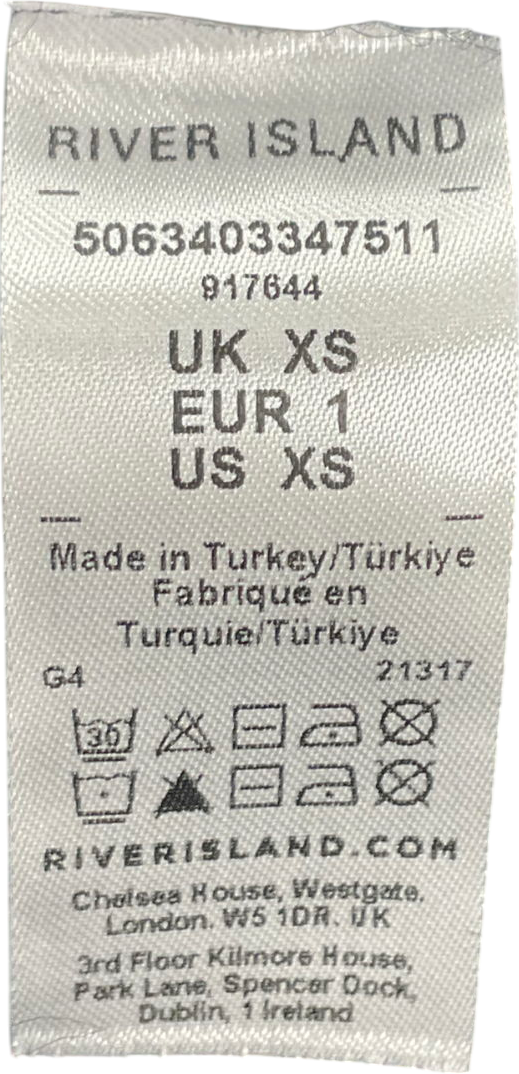 RIVER ISLAND
5063403347511
917644
UK XS
EUR 1
US XS
Made in Turkey/Türkiye
Fabriqué en
Turquie/Türkiye
G4 21317
30
RIVERISLAND.COM
Chelsea House, Westgate,
London. W5 1DR. UK
3rd Floor Kilmore House,
Park Lane, Spencer Dock,
Dublin, 1 Ireland